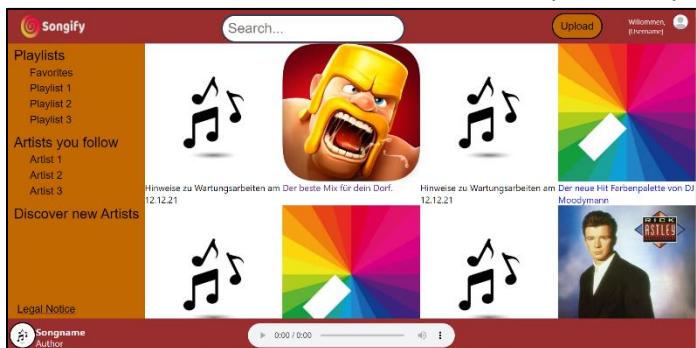 Songify
Search...
Upload
Willommen,
[Username]
Playlists
Favorites
Playlist 1
Playlist 2
Playlist 3
Artists you follow
Artist 1
Artist 2
Artist 3
Discover new Artists
Legal Notice
Hinweise zu Wartungsarbeiten am
12.12.21
Der beste Mix für dein Dorf.
Hinweise zu Wartungsarbeiten am
12.12.21
Der neue Hit Farbenpalette von DJ
Moodymann
RICK
ASTLEY
Songname
Author
0:00 / 0:00